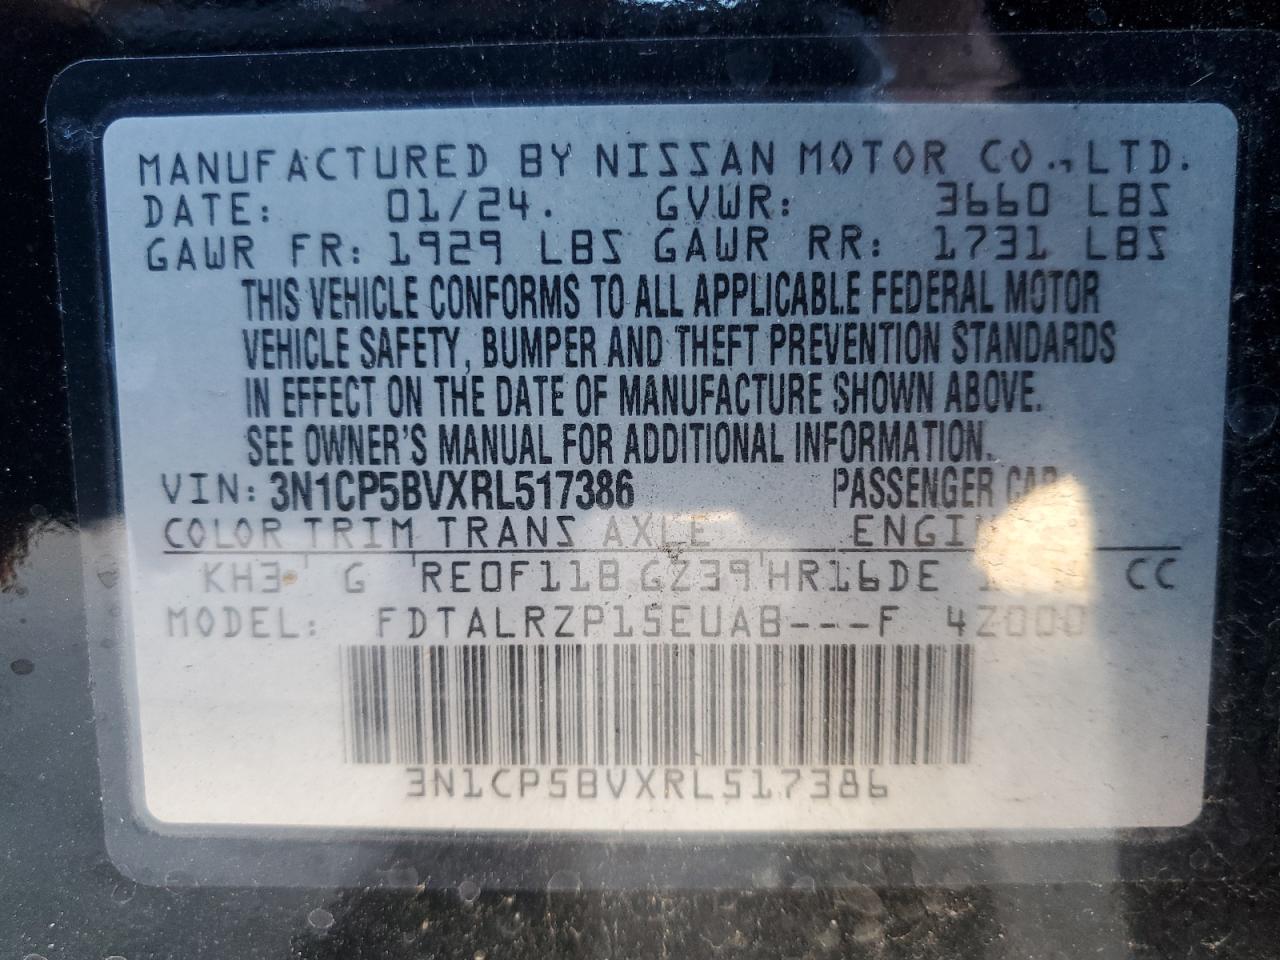 MANUFACTURED BY NISSAN MOTOR CO., LTD.
DATE: 01/24. GVWR: 3660 LBS
GAWR FR: 1929 LBS GAWR RR: 1731 LBS
THIS VEHICLE CONFORMS TO ALL APPLICABLE FEDERAL MOTOR
VEHICLE SAFETY, BUMPER AND THEFT PREVENTION STANDARDS
IN EFFECT ON THE DATE OF MANUFACTURE SHOWN ABOVE.
SEE OWNER'S MANUAL FOR ADDITIONAL INFORMATION.
VIN: 3N1CP5BVXRL517386 PASSENGER CAR
COLOR TRIM TRANS AXLE
KH3 G RE0F11B GZ39 HR16DE CC
MODEL: FDTALRZP15EUAB---F 4Z000
3N1CP5BVXRL517386